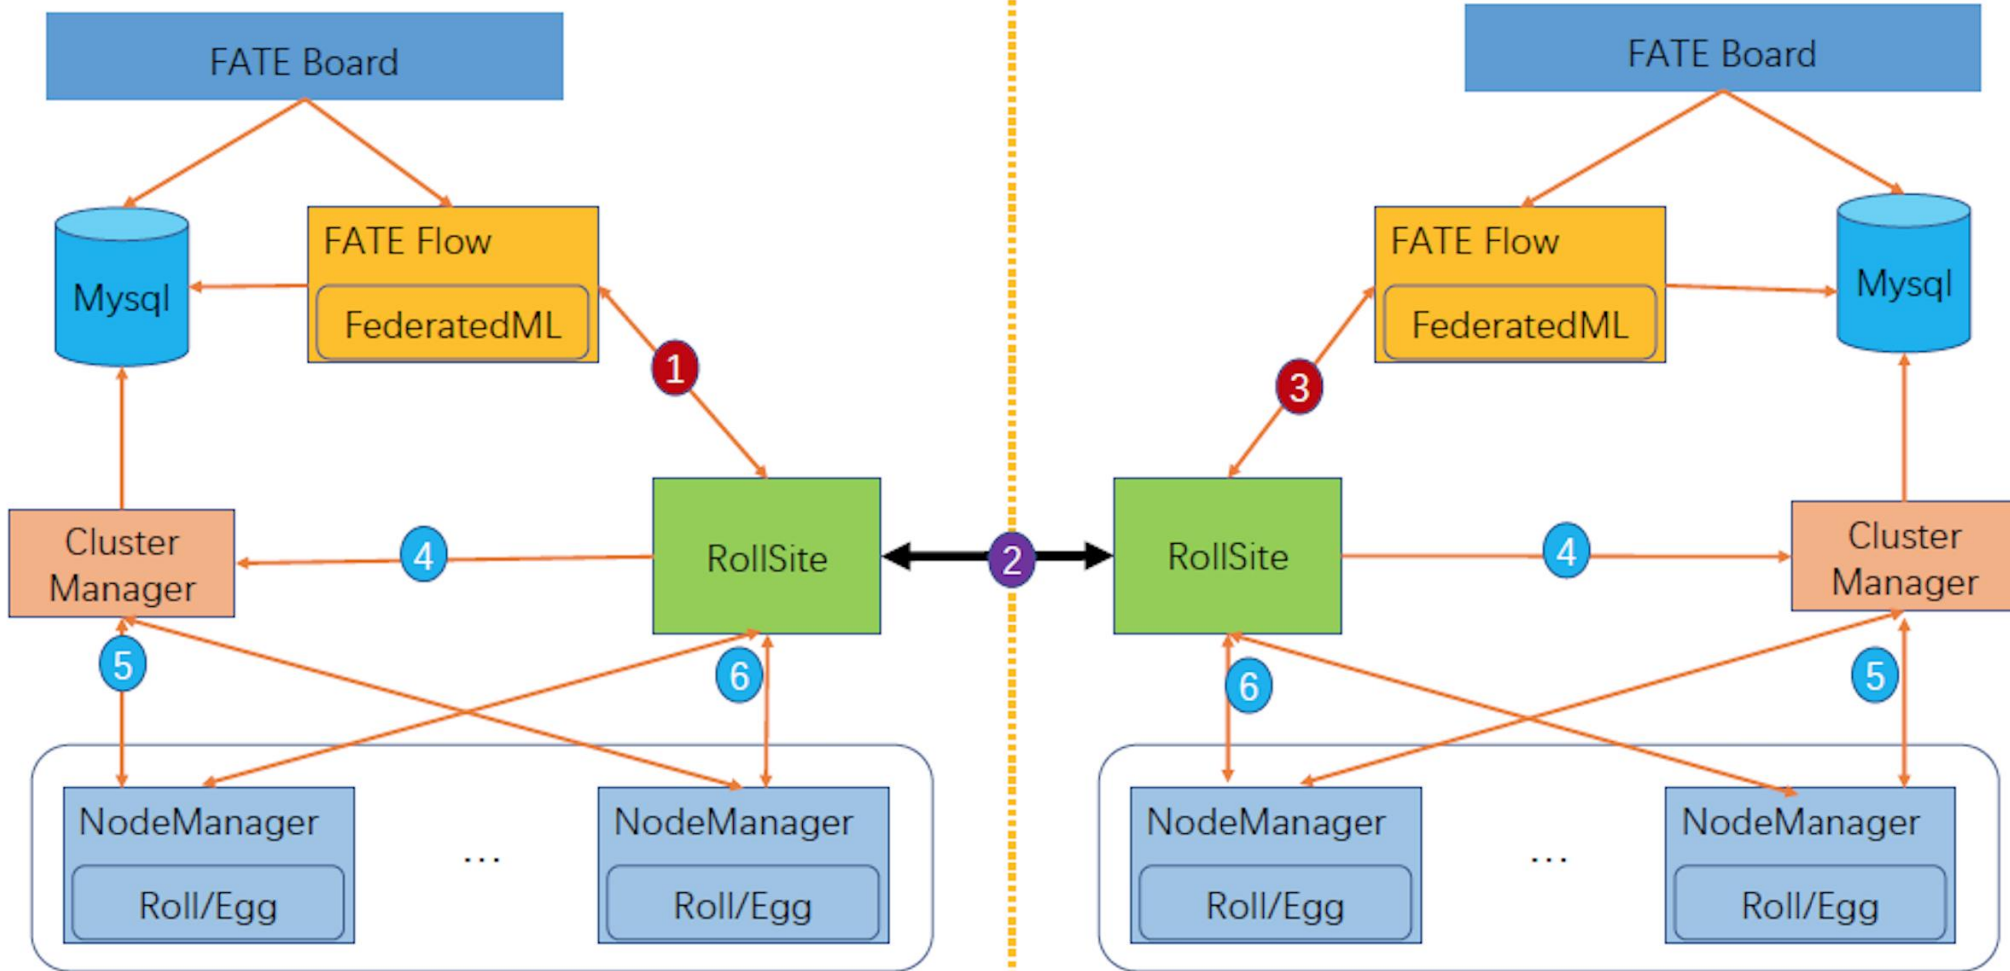 FATE Board
FATE Board
FATE Flow
FATE Flow
Mysql
FederatedML
FederatedML
Mysql
1
3
Cluster
Manager
4
RollSite
2
RollSite
4
Cluster
Manager
5
6
6
5
NodeManager
...
NodeManager
NodeManager
...
NodeManager
Roll/Egg
Roll/Egg
Roll/Egg
Roll/Egg